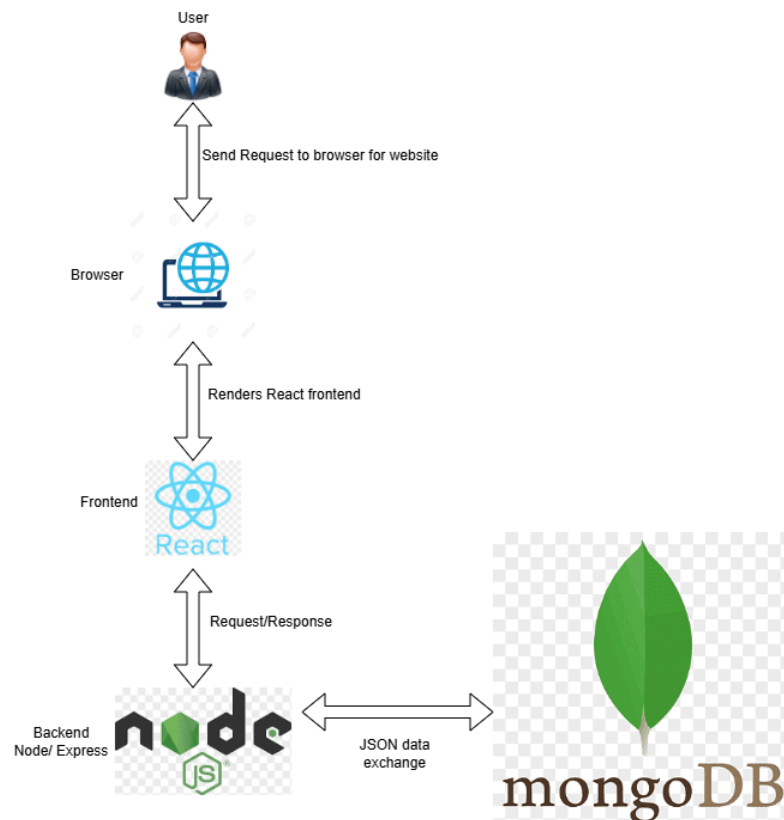 User
Send Request to browser for website
Browser
Renders React frontend
Frontend
React
Request/Response
Backend
Node/ Express
node
JS®
JSON data
exchange
mongoDB